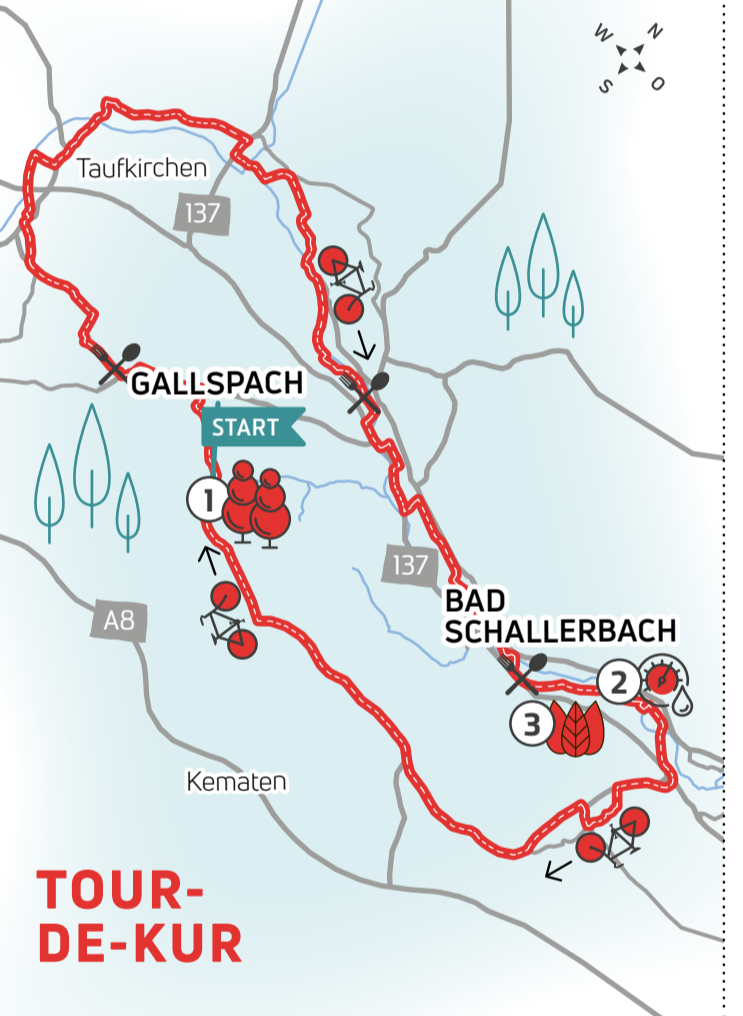 W
N
S
O
Taufkirchen
137
GALLSPACH
START
1
137
A8
BAD
SCHALLERBACH
2
3
Kematen
TOUR-
DE-KUR